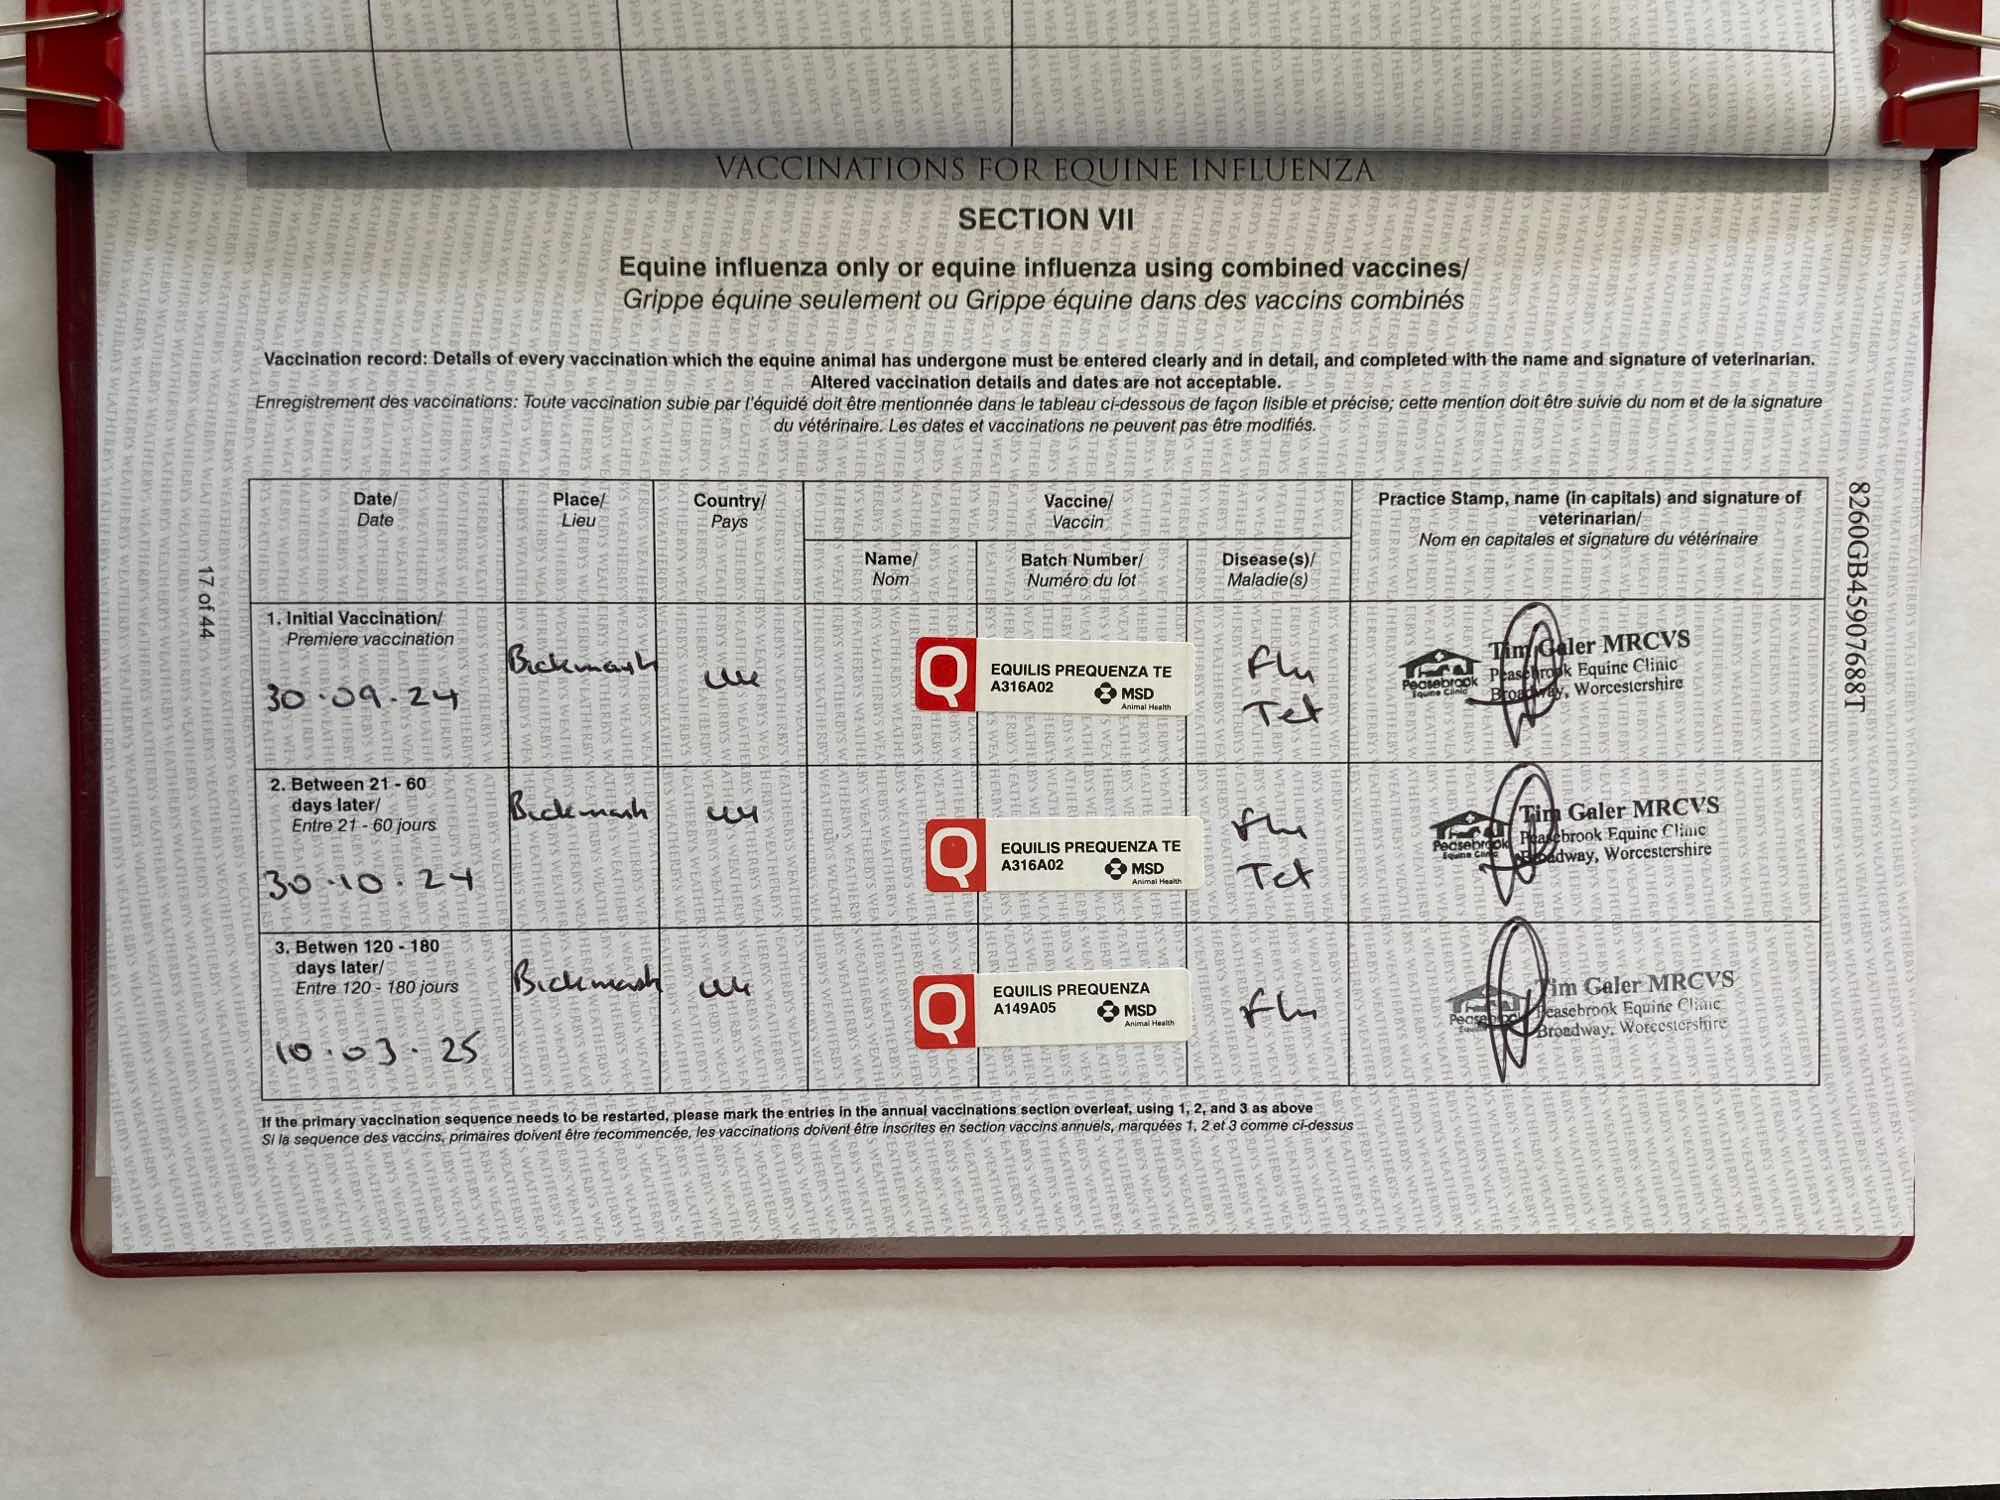 VACCINATIONS FOR EQUINE INFLUENZA
SECTION VII
Equine influenza only or equine influenza using combined vaccines/
Grippe équine seulement ou Grippe équine dans des vaccins combinés
Vaccination record: Details of every vaccination which the equine animal has undergone must be entered clearly and in detail, and completed with the name and signature of veterinarian.
Altered vaccination details and dates are not acceptable.
Enregistrement des vaccinations: Toute vaccination subie par l'équidé doit être mentionnée dans le tableau ci-dessous de façon lisible et précise; cette mention doit être suivie du nom et de la signature
du vétérinaire. Les dates et vaccinations ne peuvent pas être modifiés.
Date/
Date
Place/
Lieu
Country/
Pays
Vaccine/
Vaccin
Name/
Nom
Batch Number/
Numéro du lot
Disease(s)/
Maladie(s)
Practice Stamp, name (in capitals) and signature of
veterinarian/
Nom en capitales et signature du vétérinaire
1. Initial Vaccination/
Premiere vaccination
30.09.24
Bickmarsh
UK
Q
EQUILIS PREQUENZA TE
A316A02
MSD
Animal Health
Flu
Tet
Peasebrook
Equine Clinic
Tim Galer MRCVS
Peasebrook Equine Clinic
Broadway, Worcestershire
2. Between 21 - 60
days later/
Entre 21 - 60 jours
30.10.24
Bickmarsh
UK
Q
EQUILIS PREQUENZA TE
A316A02
MSD
Animal Health
Flu
Tet
Peasebrook
Equine Clinic
Tim Galer MRCVS
Peasebrook Equine Clinic
Broadway, Worcestershire
3. Betwen 120 - 180
days later/
Entre 120 - 180 jours
10.03.25
Bickmarsh
UK
Q
EQUILIS PREQUENZA
A149A05
MSD
Animal Health
Flu
Peasebrook
Tim Galer MRCVS
Peasebrook Equine Clinic
Broadway, Worcestershire
If the primary vaccination sequence needs to be restarted, please mark the entries in the annual vaccinations section overleaf, using 1, 2, and 3 as above
Si la sequence des vaccins, primaires doivent être recommencée, les vaccinations doivent être inscrites en section vaccins annuels, marquées 1, 2 et 3 comme ci-dessus
17 of 44
8260GB45907688T
WEATHERBYS